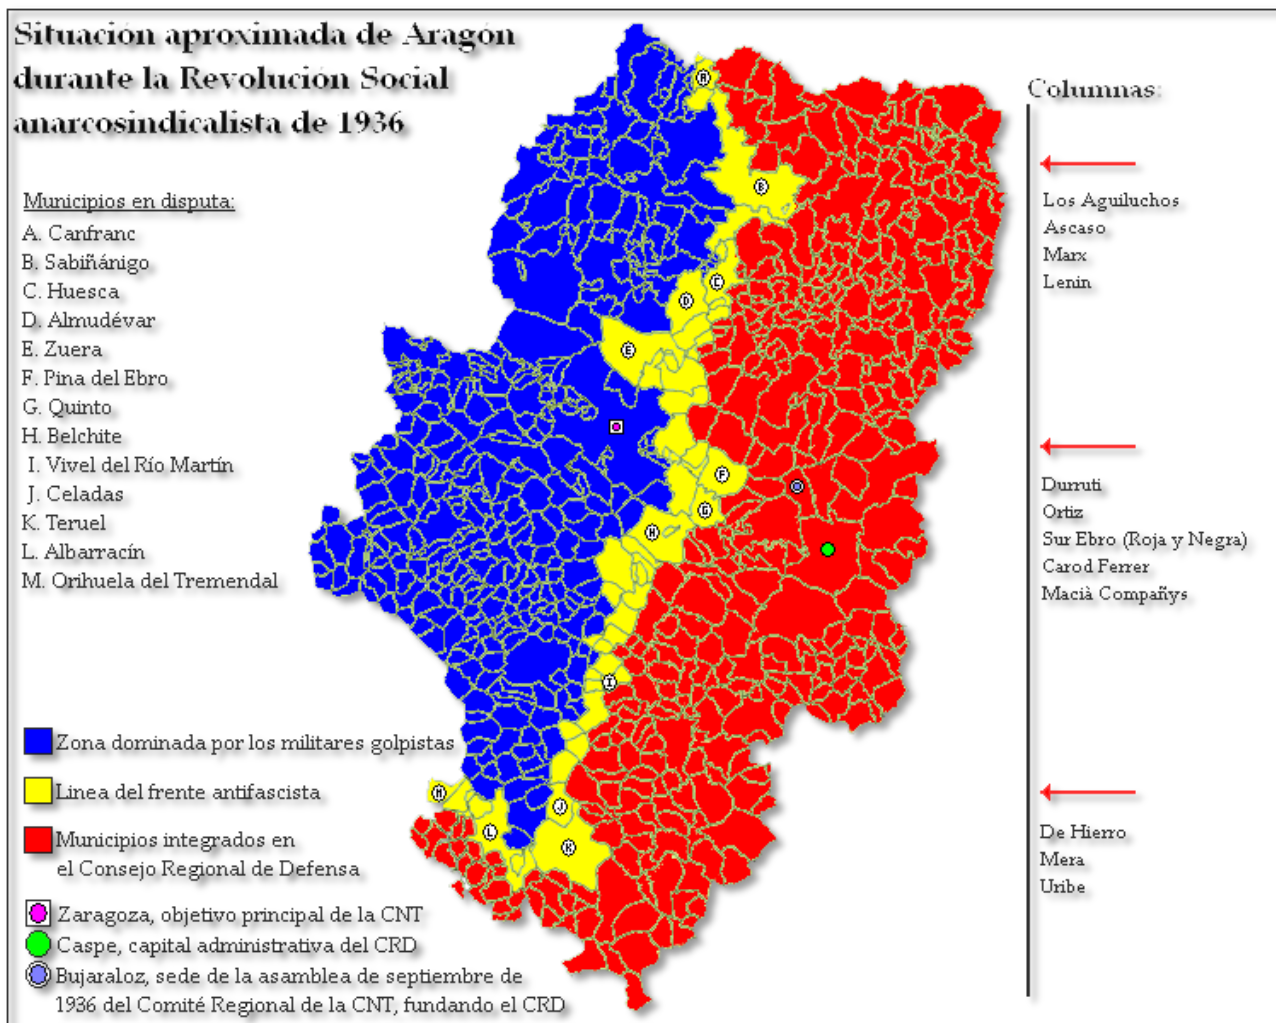 Situación aproximada de Aragón
durante la Revolución Social
anarcosindicalista de 1936
Municipios en disputa:
A. Canfranc
B. Sabiñánigo
C. Huesca
D. Almudévar
E. Zuera
F. Pina del Ebro
G. Quinto
H. Belchite
I. Vivel del Río Martín
J. Celadas
K. Teruel
L. Albarracín
M. Orihuela del Tremendal
Zona dominada por los militares golpistas
Linea del frente antifascista
Municipios integrados en
el Consejo Regional de Defensa
Zaragoza, objetivo principal de la CNT
Caspe, capital administrativa del CRD
Bujaraloz, sede de la asamblea de septiembre de
1936 del Comité Regional de la CNT, fundando el CRD
A
B
C
D
E
F
G
H
I
J
K
L
M
Columnas:
Los Aguiluchos
Ascaso
Marx
Lenin
Durruti
Ortiz
Sur Ebro (Roja y Negra)
Carod Ferrer
Macià Compañys
De Hierro
Mera
Uribe